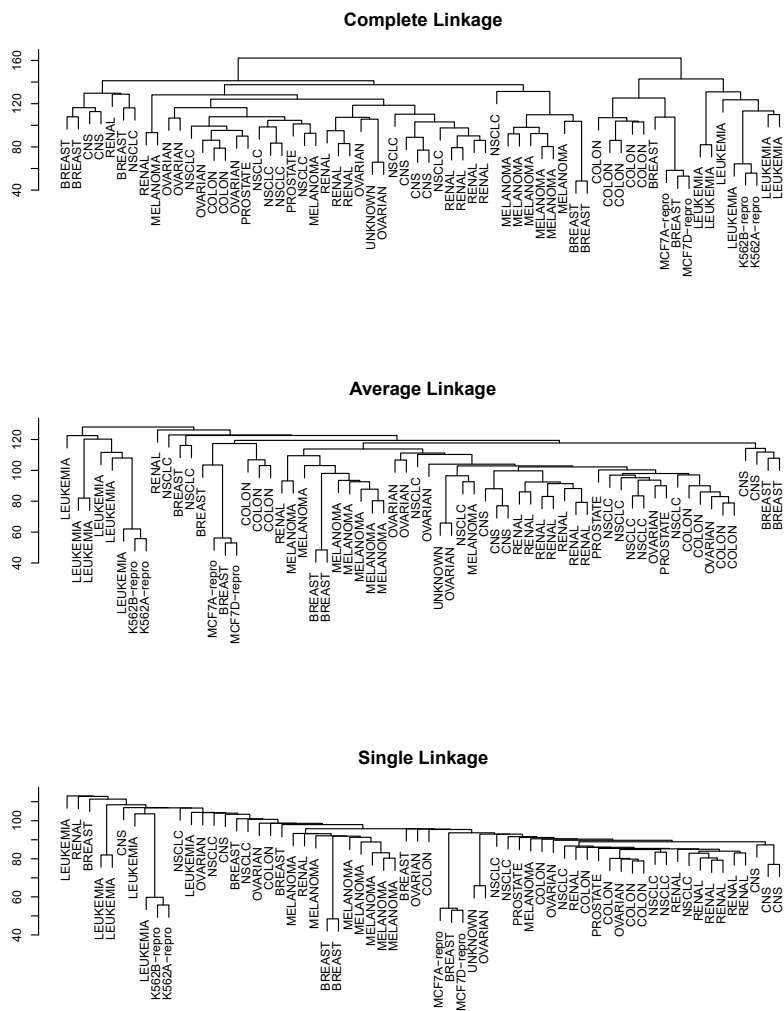 Complete Linkage
160
120
80
40
BREAST
BREAST
CNS
CNS
RENAL
BREAST
NSCLC
RENAL
MELANOMA
OVARIAN
OVARIAN
NSCLC
OVARIAN
COLON
COLON
OVARIAN
PROSTATE
NSCLC
NSCLC
NSCLC
PROSTATE
NSCLC
MELANOMA
RENAL
RENAL
RENAL
OVARIAN
UNKNOWN
OVARIAN
NSCLC
CNS
CNS
CNS
NSCLC
RENAL
RENAL
RENAL
RENAL
NSCLC
MELANOMA
MELANOMA
MELANOMA
MELANOMA
MELANOMA
MELANOMA
BREAST
BREAST
COLON
COLON
COLON
COLON
COLON
BREAST
MCF7A-repro
BREAST
MCF7D-repro
LEUKEMIA
LEUKEMIA
LEUKEMIA
LEUKEMIA
K562B-repro
K562A-repro
LEUKEMIA
LEUKEMIA
Average Linkage
120
100
80
60
40
LEUKEMIA
LEUKEMIA
LEUKEMIA
LEUKEMIA
LEUKEMIA
LEUKEMIA
K562B-repro
K562A-repro
RENAL
NSCLC
BREAST
NSCLC
BREAST
MCF7A-repro
BREAST
MCF7D-repro
COLON
COLON
COLON
RENAL
MELANOMA
MELANOMA
BREAST
BREAST
MELANOMA
MELANOMA
MELANOMA
MELANOMA
MELANOMA
OVARIAN
OVARIAN
NSCLC
OVARIAN
UNKNOWN
OVARIAN
NSCLC
MELANOMA
CNS
CNS
CNS
RENAL
RENAL
RENAL
RENAL
RENAL
RENAL
RENAL
PROSTATE
NSCLC
NSCLC
NSCLC
NSCLC
OVARIAN
PROSTATE
NSCLC
COLON
COLON
OVARIAN
COLON
COLON
CNS
CNS
BREAST
BREAST
Single Linkage
100
80
60
40
LEUKEMIA
RENAL
BREAST
LEUKEMIA
LEUKEMIA
CNS
LEUKEMIA
LEUKEMIA
K562B-repro
K562A-repro
NSCLC
LEUKEMIA
OVARIAN
NSCLC
CNS
BREAST
NSCLC
OVARIAN
COLON
BREAST
MELANOMA
RENAL
MELANOMA
BREAST
BREAST
MELANOMA
MELANOMA
MELANOMA
MELANOMA
MELANOMA
BREAST
OVARIAN
COLON
MCF7A-repro
BREAST
MCF7D-repro
UNKNOWN
OVARIAN
NSCLC
NSCLC
PROSTATE
MELANOMA
COLON
OVARIAN
NSCLC
RENAL
COLON
PROSTATE
COLON
OVARIAN
COLON
COLON
NSCLC
NSCLC
RENAL
NSCLC
RENAL
RENAL
RENAL
RENAL
RENAL
CNS
CNS
CNS